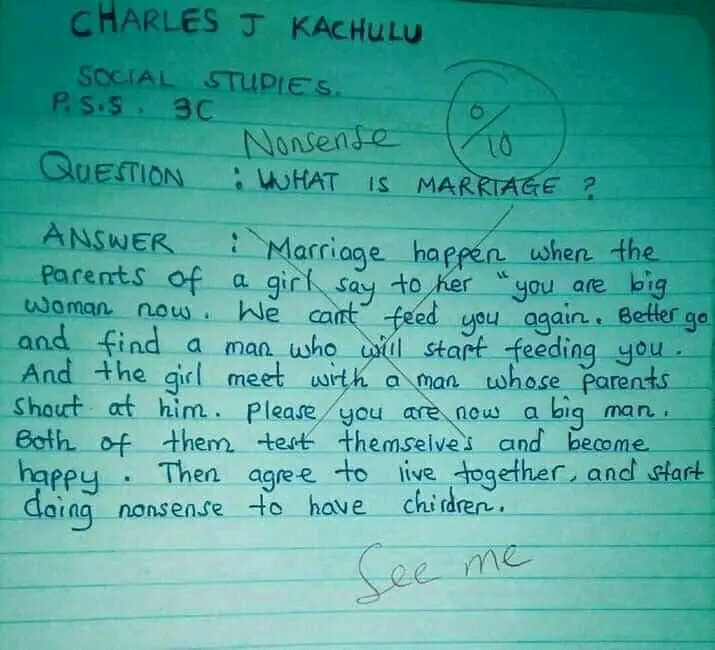 CHARLES J KACHULU
SOCIAL STUDIES.
P.S.S. 3C
0/10
Nonsense
QUESTION : WHAT IS MARRIAGE ?
ANSWER : Marriage happen when the
parents of a girl say to her "you are big
woman now. We cant feed you again. Better go
and find a man who will start feeding you.
And the girl meet with a man whose parents
shout at him. Please you are now a big man.
Both of them test themselves and become
happy. Then agree to live together, and start
doing nonsense to have children.
See me